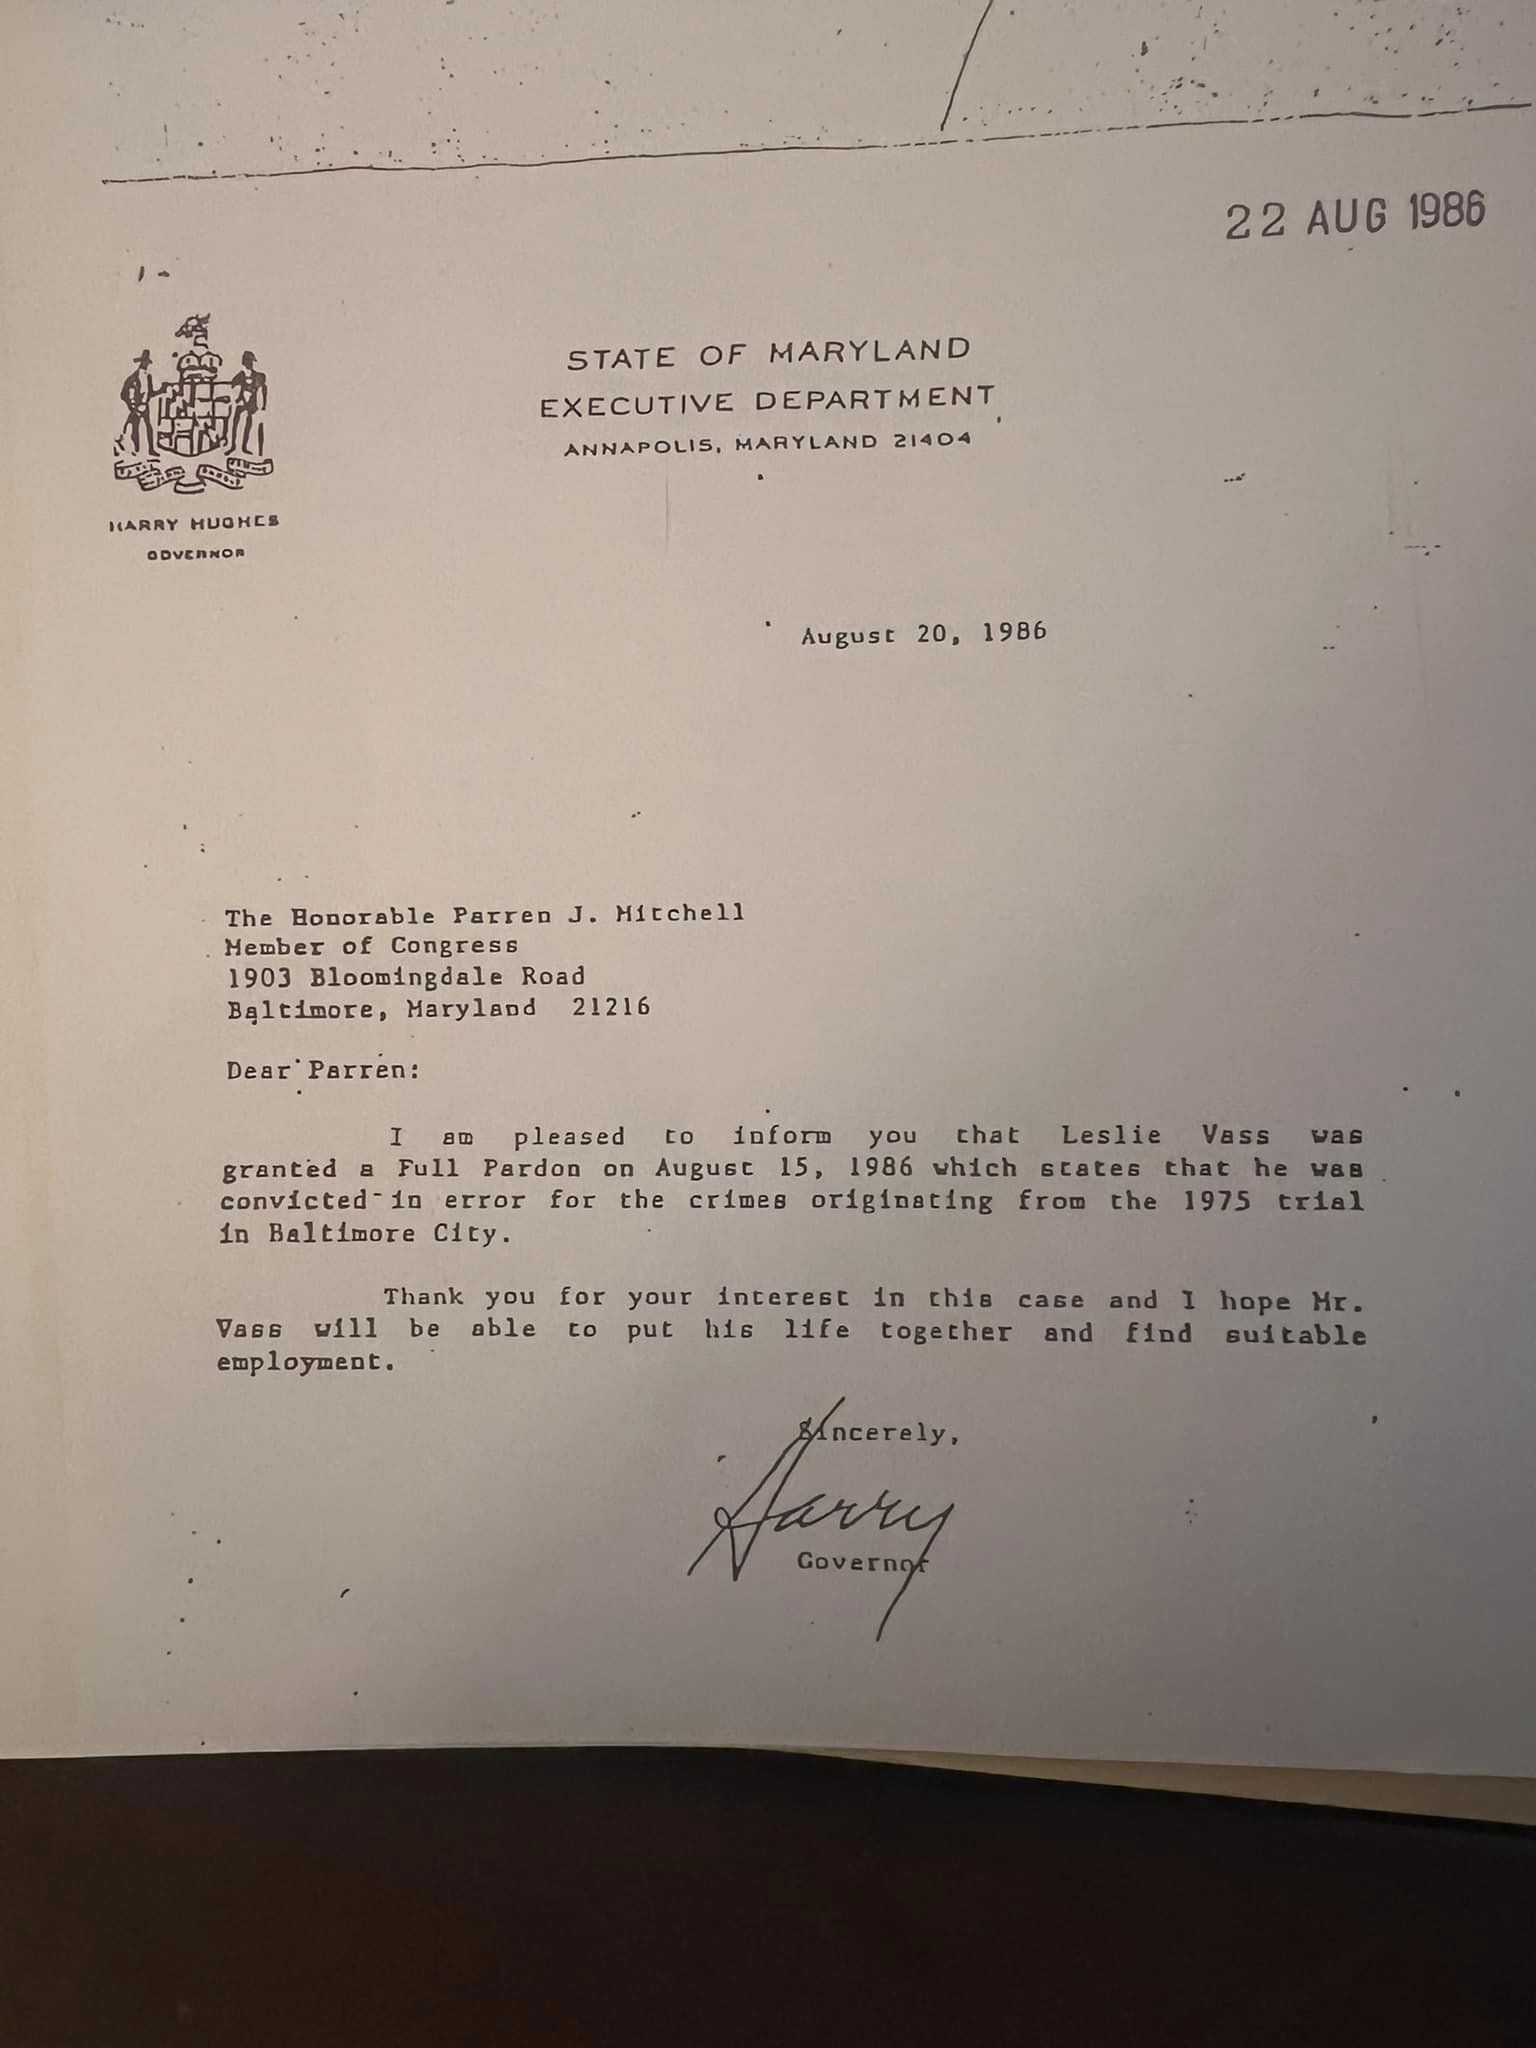 22 AUG 1986
STATE OF MARYLAND
EXECUTIVE DEPARTMENT
ANNAPOLIS, MARYLAND 21404
HARRY HUGHES
GOVERNOR
August 20, 1986
The Honorable Parren J. Mitchell
Member of Congress
1903 Bloomingdale Road
Baltimore, Maryland 21216
Dear Parren:
I am pleased to inform you that Leslie Vass was
granted a Full Pardon on August 15, 1986 which states that he was
convicted in error for the crimes originating from the 1975 trial
in Baltimore City.
Thank you for your interest in this case and I hope Mr.
Vass will be able to put his life together and find suitable
employment.
Sincerely,
Harry
Governor